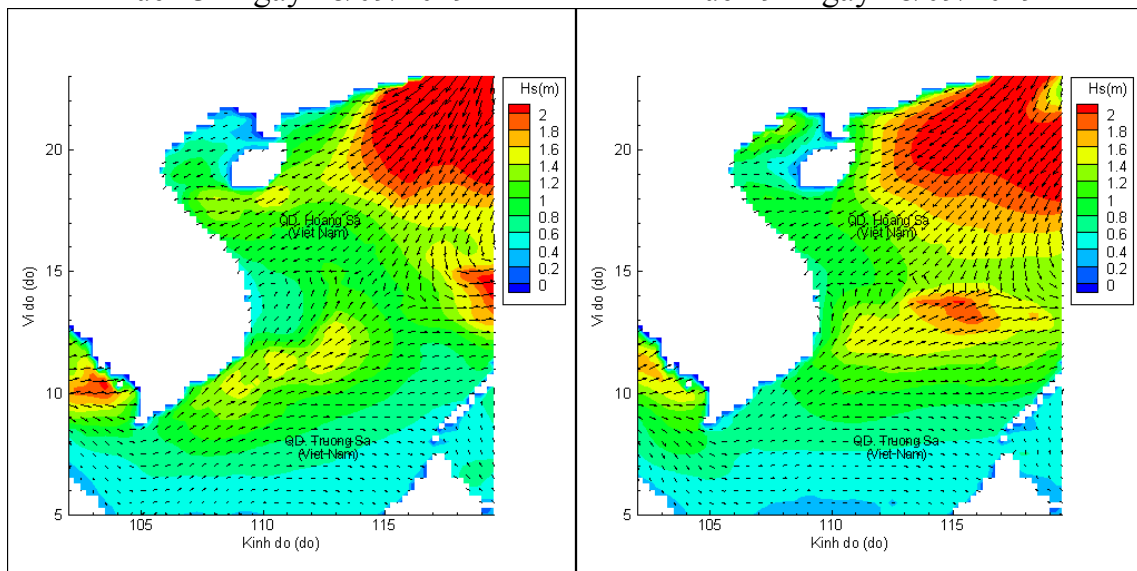 Hs(m)
2
1.8
1.6
1.4
1.2
1
0.8
0.6
0.4
0.2
0
20
15
10
5
Vi do (do)
105
110
115
Kinh do (do)
QD. Hoang Sa
(Viet Nam)
QD. Truong Sa
(Viet-Nam)
Hs(m)
2
1.8
1.6
1.4
1.2
1
0.8
0.6
0.4
0.2
0
20
15
10
5
Vi do (do)
105
110
115
Kinh do (do)
QD. Hoang Sa
(Viet Nam)
QD. Truong Sa
(Viet-Nam)